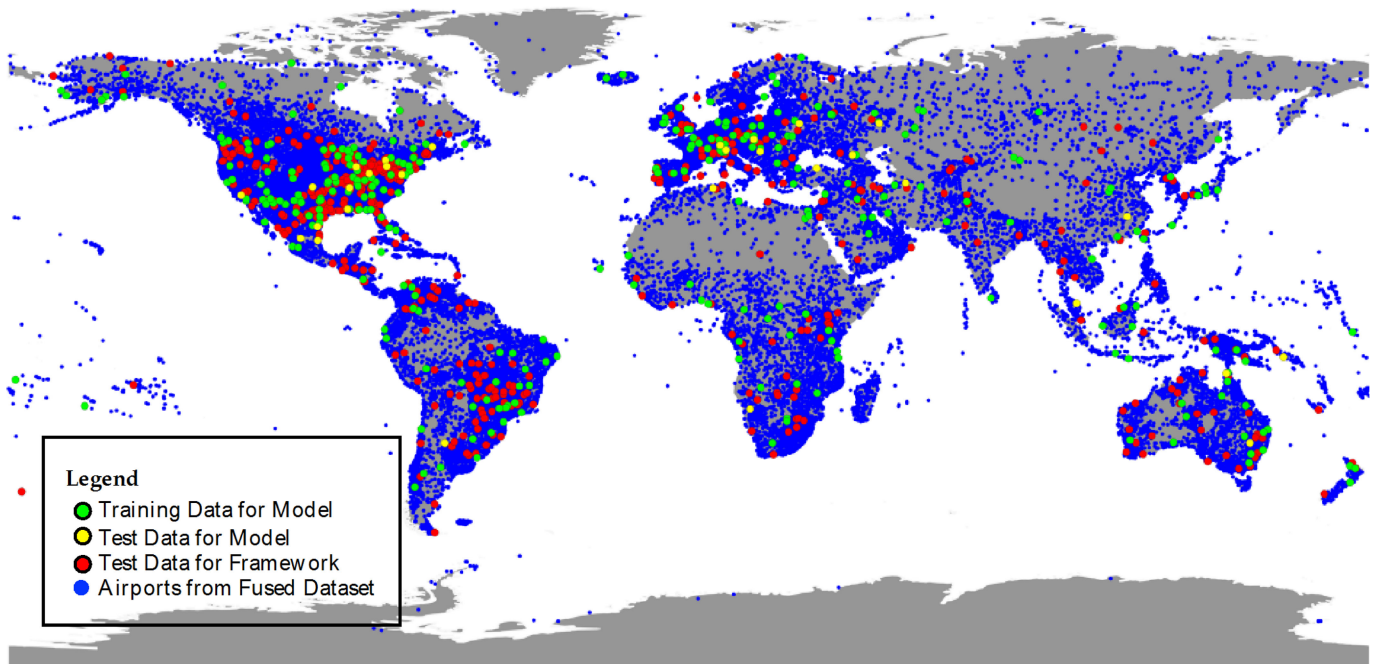 Legend
Training Data for Model
Test Data for Model
Test Data for Framework
Airports from Fused Dataset